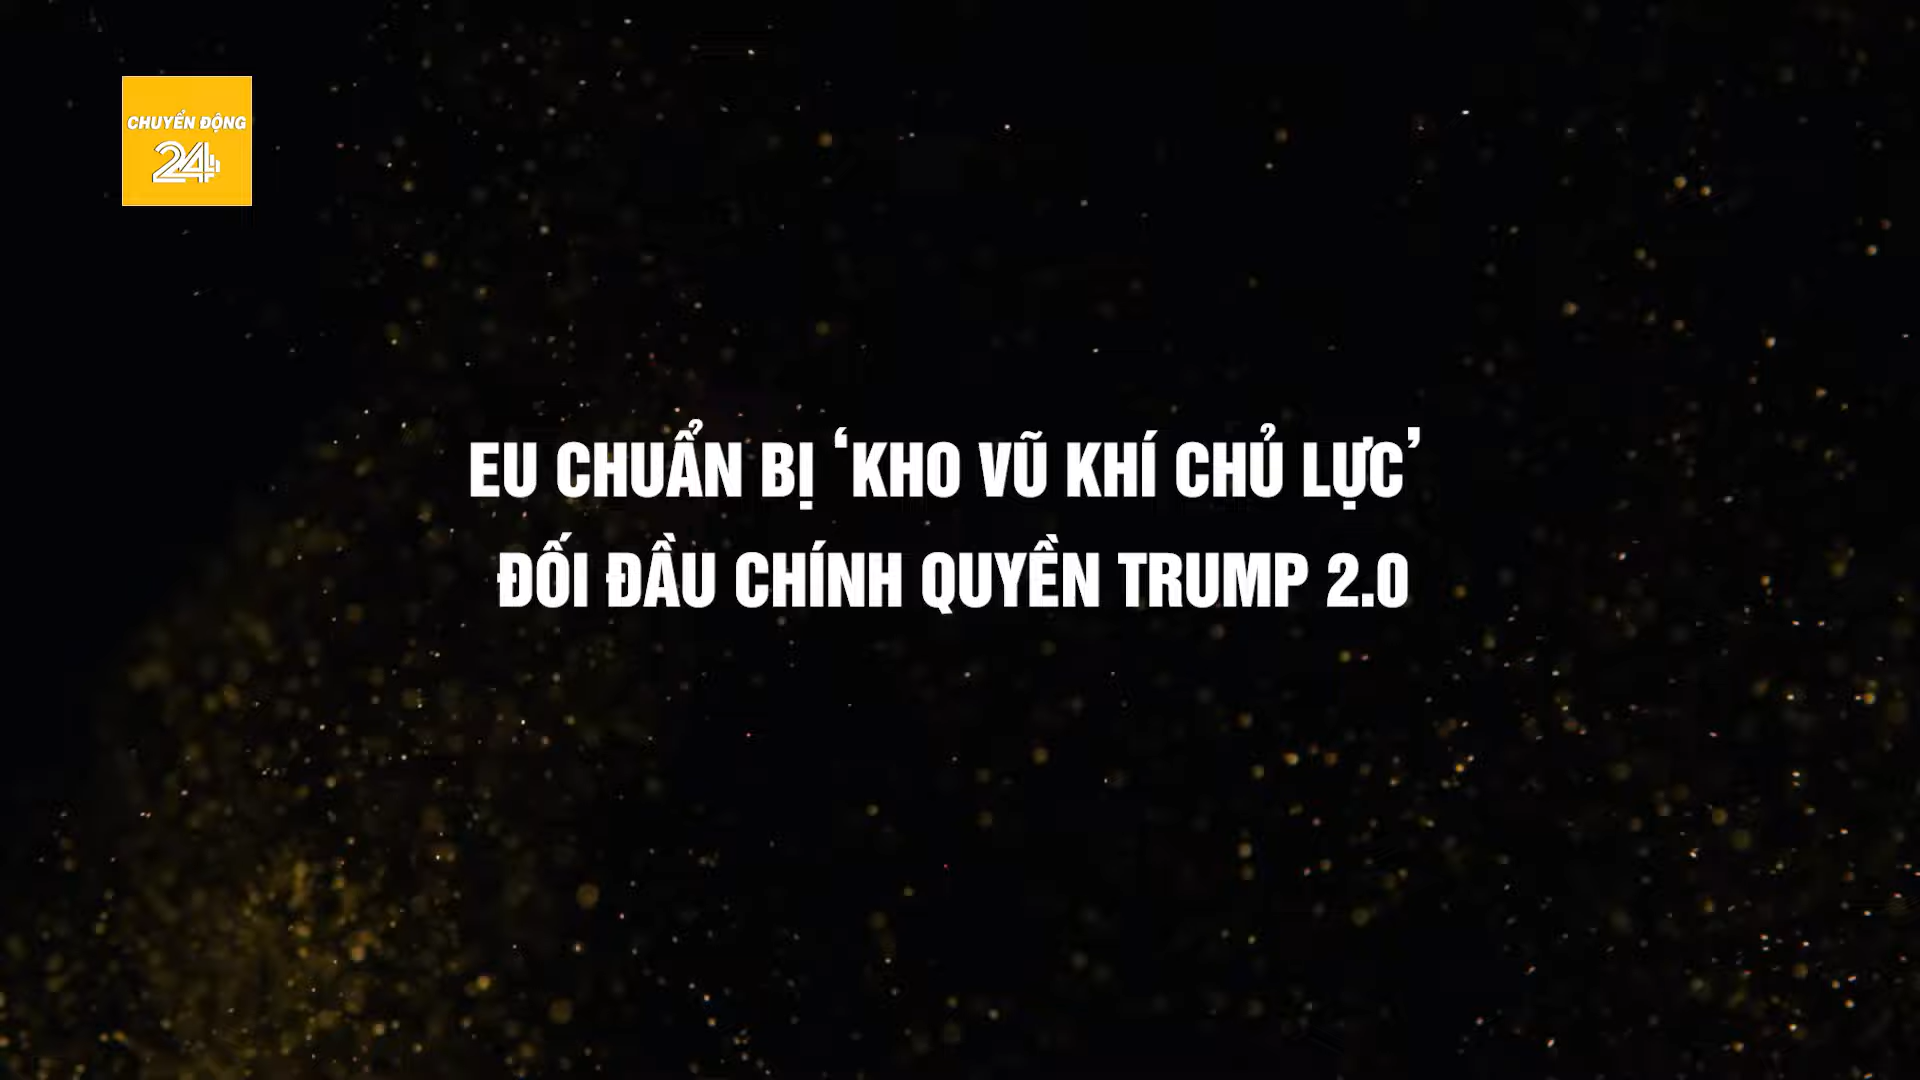 CHUYỂN ĐỘNG
24h
EU CHUẨN BỊ ‘KHO VŨ KHÍ CHỦ LỰC’
ĐỐI ĐẦU CHÍNH QUYỀN TRUMP 2.0